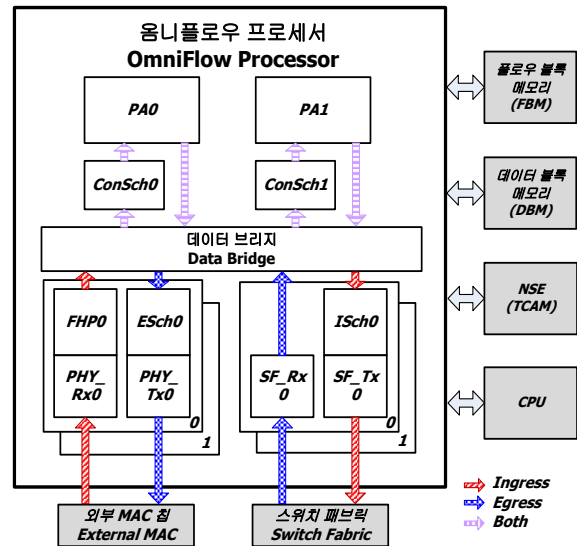 옴니플로우 프로세서
OmniFlow Processor
PA0
PA1
ConSch0
ConSch1
데이터 브리지
Data Bridge
FHP0
ESch0
ISch0
PHY_
Rx0
PHY_
Tx0
SF_Rx
0
SF_Tx
0
0
1
0
1
외부 MAC 칩
External MAC
스위치 패브릭
Switch Fabric
플로우 블록
메모리
(FBM)
데이터 블록
메모리
(DBM)
NSE
(TCAM)
CPU
Ingress
Egress
Both